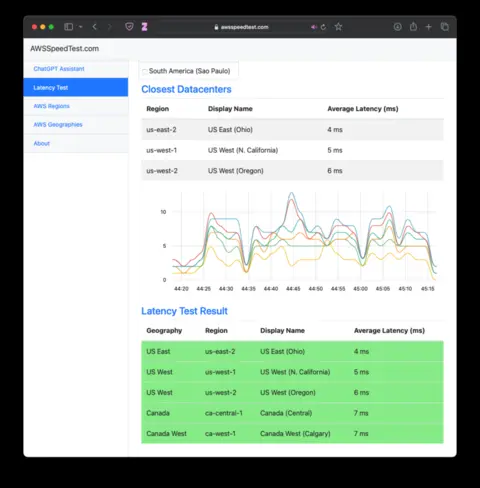 awsspeedtest.com
AWSSpeedTest.com
ChatGPT Assistant
Latency Test
AWS Regions
AWS Geographies
About
South America (Sao Paulo)
Closest Datacenters
Region Display Name Average Latency (ms)
us-east-2 US East (Ohio) 4 ms
us-west-1 US West (N. California) 5 ms
us-west-2 US West (Oregon) 6 ms
10
5
0
44:20 44:25 44:30 44:35 44:40 44:45 44:50 44:55 45:00 45:05 45:10 45:15
Latency Test Result
Geography Region Display Name Average Latency (ms)
US East us-east-2 US East (Ohio) 4 ms
US West us-west-1 US West (N. California) 5 ms
US West us-west-2 US West (Oregon) 6 ms
Canada ca-central-1 Canada (Central) 7 ms
Canada West ca-west-1 Canada West (Calgary) 7 ms